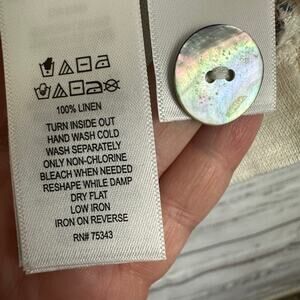 100% LINEN
TURN INSIDE OUT
HAND WASH COLD
WASH SEPARATELY
ONLY NON-CHLORINE
BLEACH WHEN NEEDED
RESHAPE WHILE DAMP
DRY FLAT
LOW IRON
IRON ON REVERSE
RN# 75343